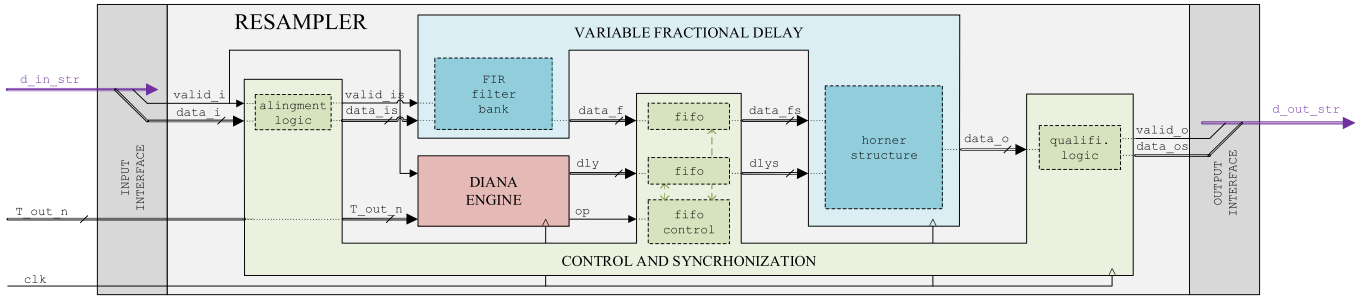 RESAMPLER
VARIABLE FRACTIONAL DELAY
d_in_str
valid_i
data_i
alingment
logic
valid_is
data_is
FIR
filter
bank
data_f
fifo
data_fs
horner
structure
data_o
qualifi.
logic
valid_o
data_os
d_out_str
INPUT
INTERFACE
DIANA
ENGINE
dly
fifo
dlys
T_out_n
T_out_n
op
fifo
control
OUTPUT
INTERFACE
CONTROL AND SYNCRHONIZATION
clk